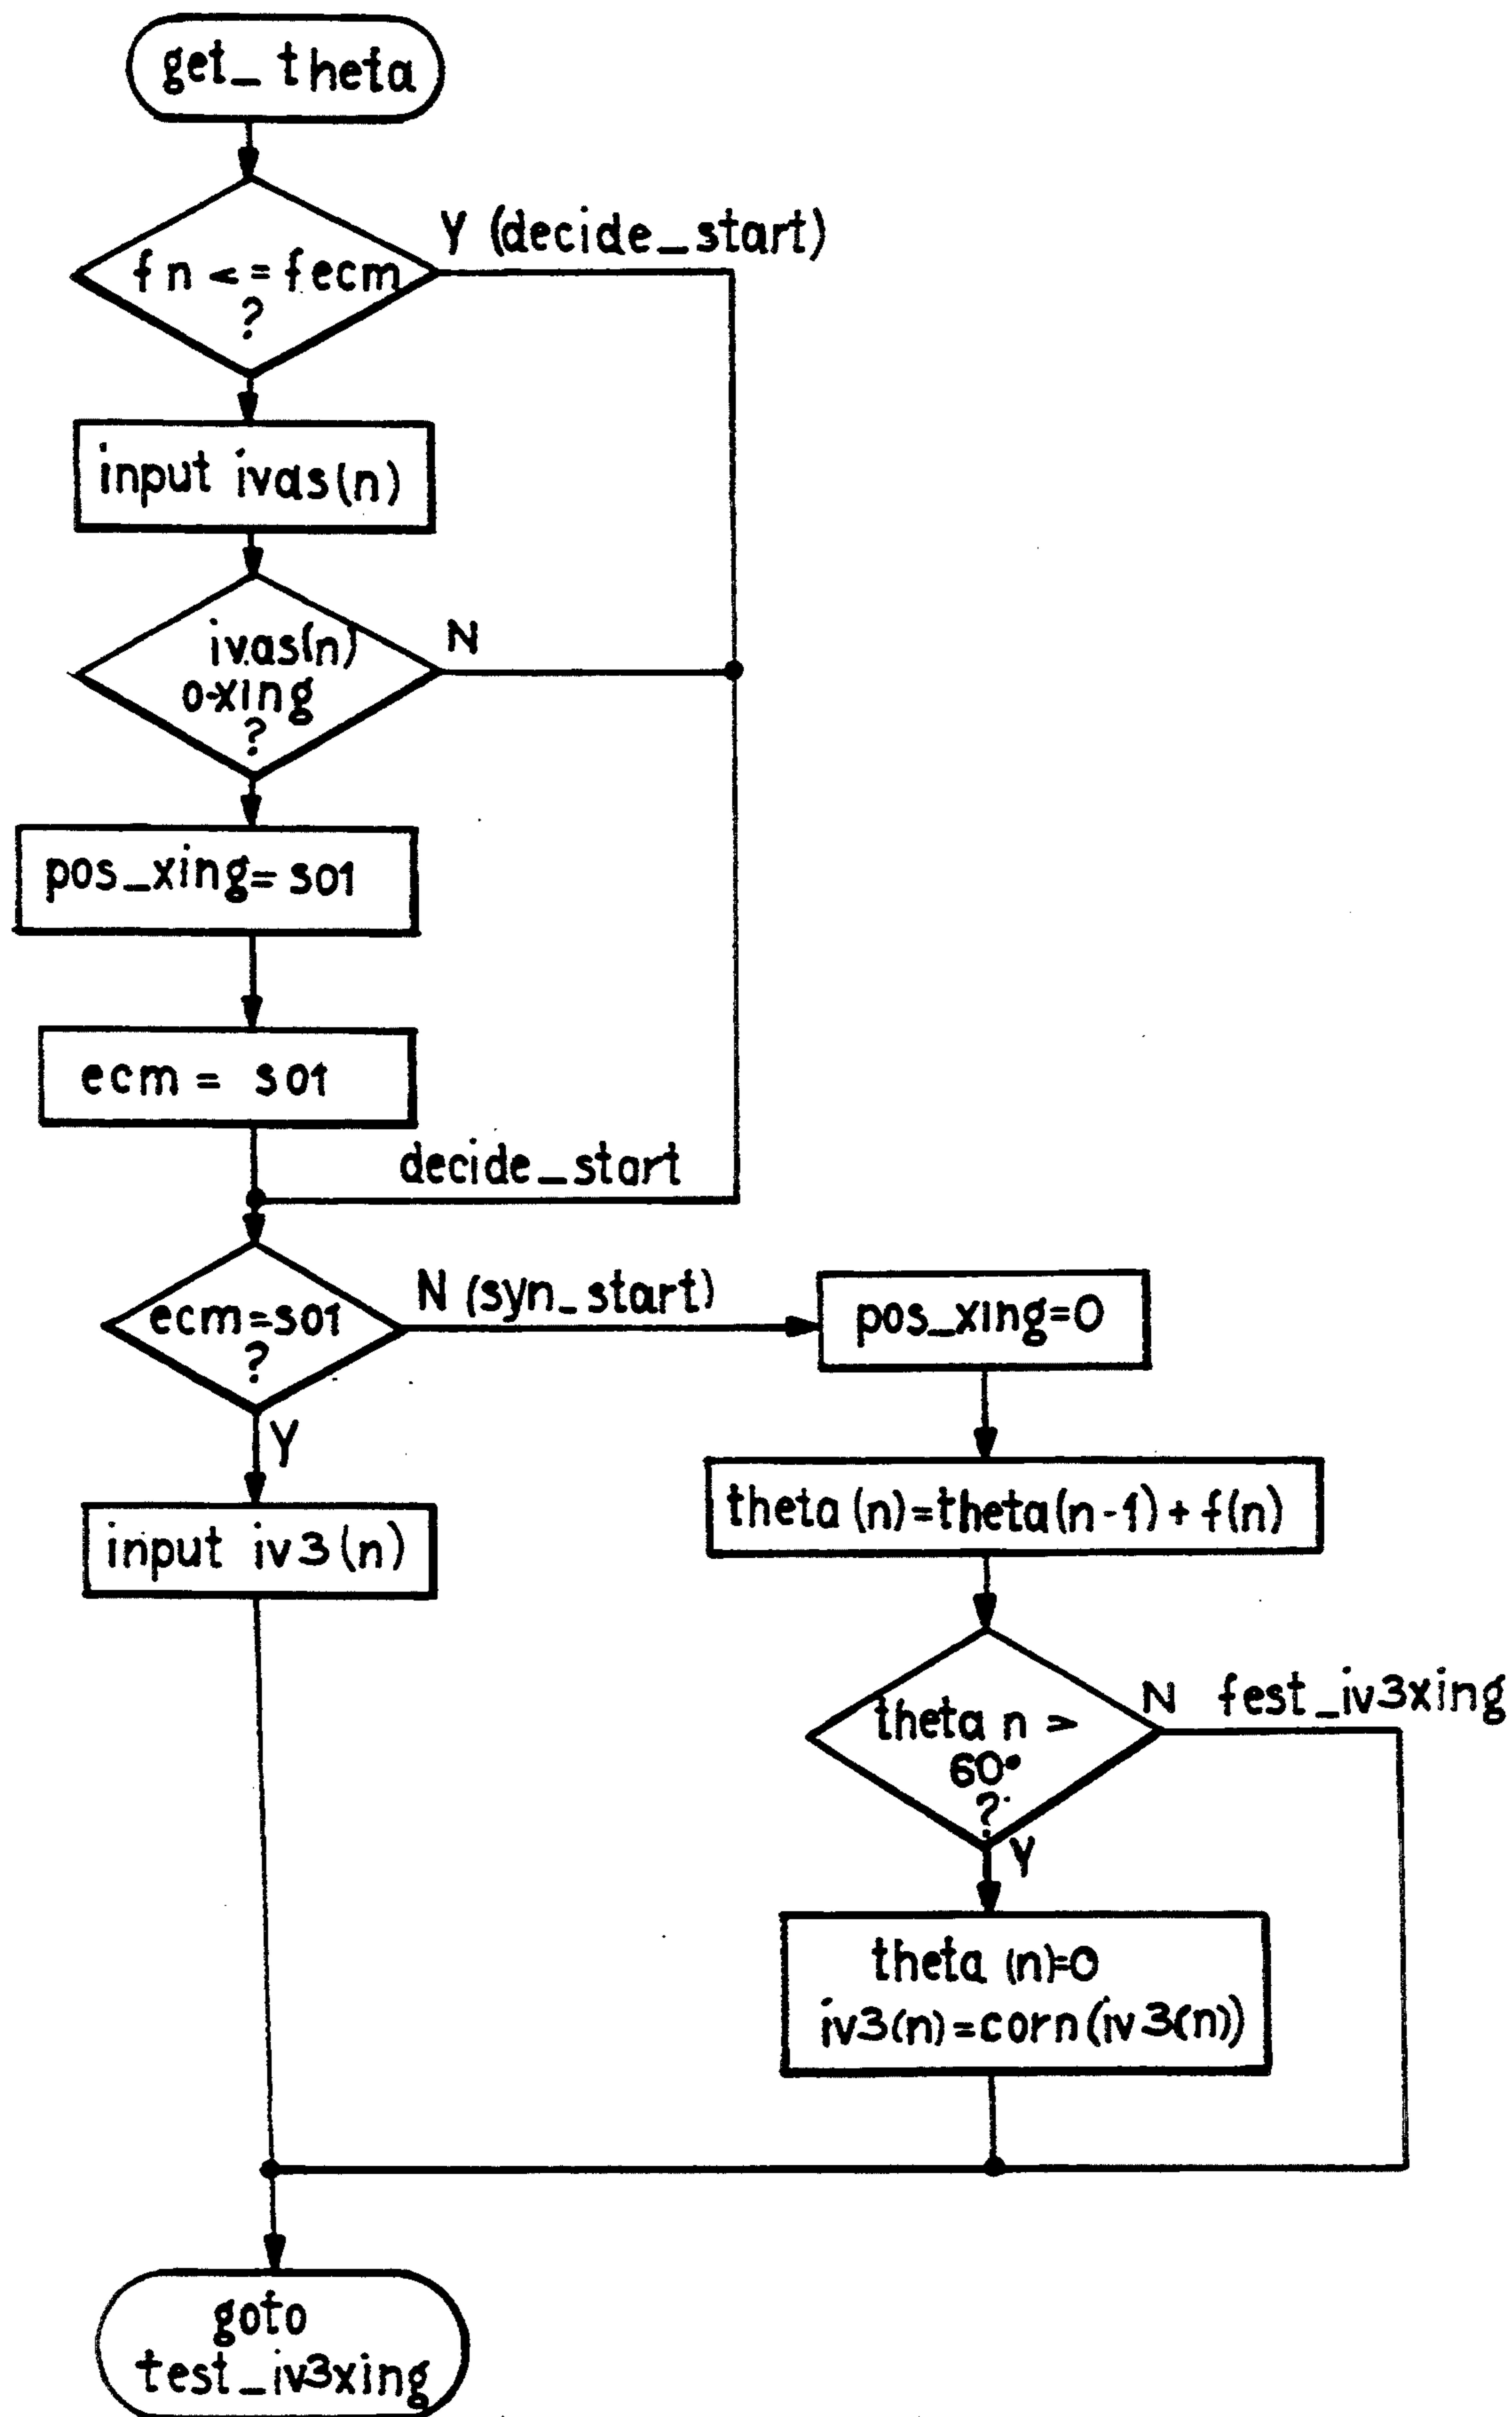 get_theta
Y (decide_start)
fn <= fecm
?
input ivas(n)
ivas(n)
o-xing
?
N
pos_xing= s01
ecm = s01
decide_start
ecm=s01
?
N (syn_start)
pos_xing=0
Y
theta (n)=theta(n-1)+f(n)
input iv3(n)
N fest_iv3xing
theta n >
60°
?
Y
theta (n)=0
iv3(n)=corn(iv3(n))
goto
test_iv3xing